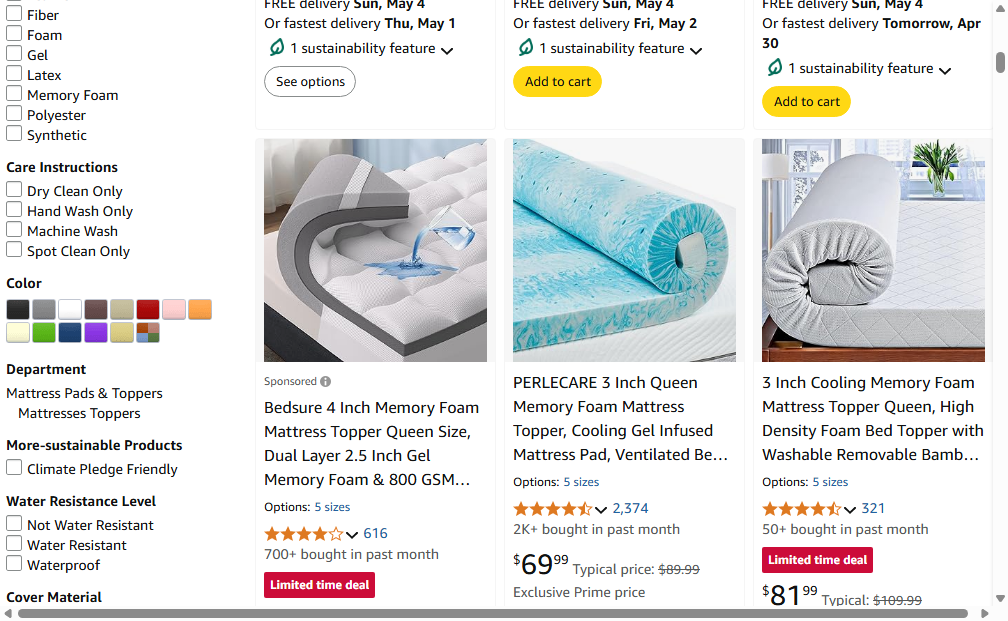 Fiber
Foam
Gel
Latex
Memory Foam
Polyester
Synthetic
Care Instructions
Dry Clean Only
Hand Wash Only
Machine Wash
Spot Clean Only
Color
Department
Mattress Pads & Toppers
Mattresses Toppers
More-sustainable Products
Climate Pledge Friendly
Water Resistance Level
Not Water Resistant
Water Resistant
Waterproof
Cover Material
FREE delivery Sun, May 4
Or fastest delivery Thu, May 1
1 sustainability feature
See options
FREE delivery Sun, May 4
Or fastest delivery Fri, May 2
1 sustainability feature
Add to cart
FREE delivery Sun, May 4
Or fastest delivery Tomorrow, Apr
30
1 sustainability feature
Add to cart
Sponsored
Bedsure 4 Inch Memory Foam
Mattress Topper Queen Size,
Dual Layer 2.5 Inch Gel
Memory Foam & 800 GSM…
Options: 5 sizes
616
700+ bought in past month
Limited time deal
PERLECARE 3 Inch Queen
Memory Foam Mattress
Topper, Cooling Gel Infused
Mattress Pad, Ventilated Be…
Options: 5 sizes
2,374
2K+ bought in past month
$69.99 Typical price: $89.99
Exclusive Prime price
3 Inch Cooling Memory Foam
Mattress Topper Queen, High
Density Foam Bed Topper with
Washable Removable Bamb…
Options: 5 sizes
321
50+ bought in past month
Limited time deal
$81.99 Typical: $109.99